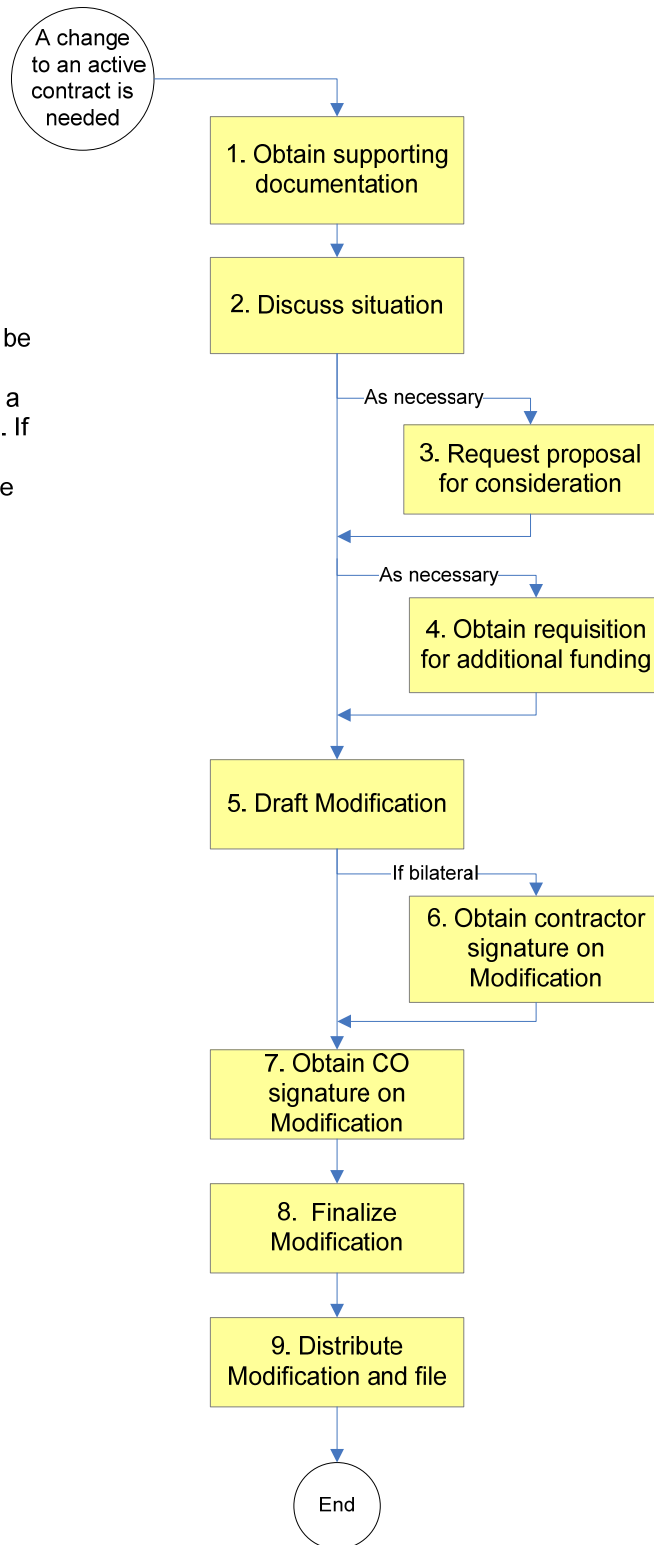 A change
to an active
contract is
needed
1. Obtain supporting
documentation
2. Discuss situation
be
a
. If
e
As necessary
3. Request proposal
for consideration
As necessary
4. Obtain requisition
for additional funding
5. Draft Modification
If bilateral
6. Obtain contractor
signature on
Modification
7. Obtain CO
signature on
Modification
8. Finalize
Modification
9. Distribute
Modification and file
End